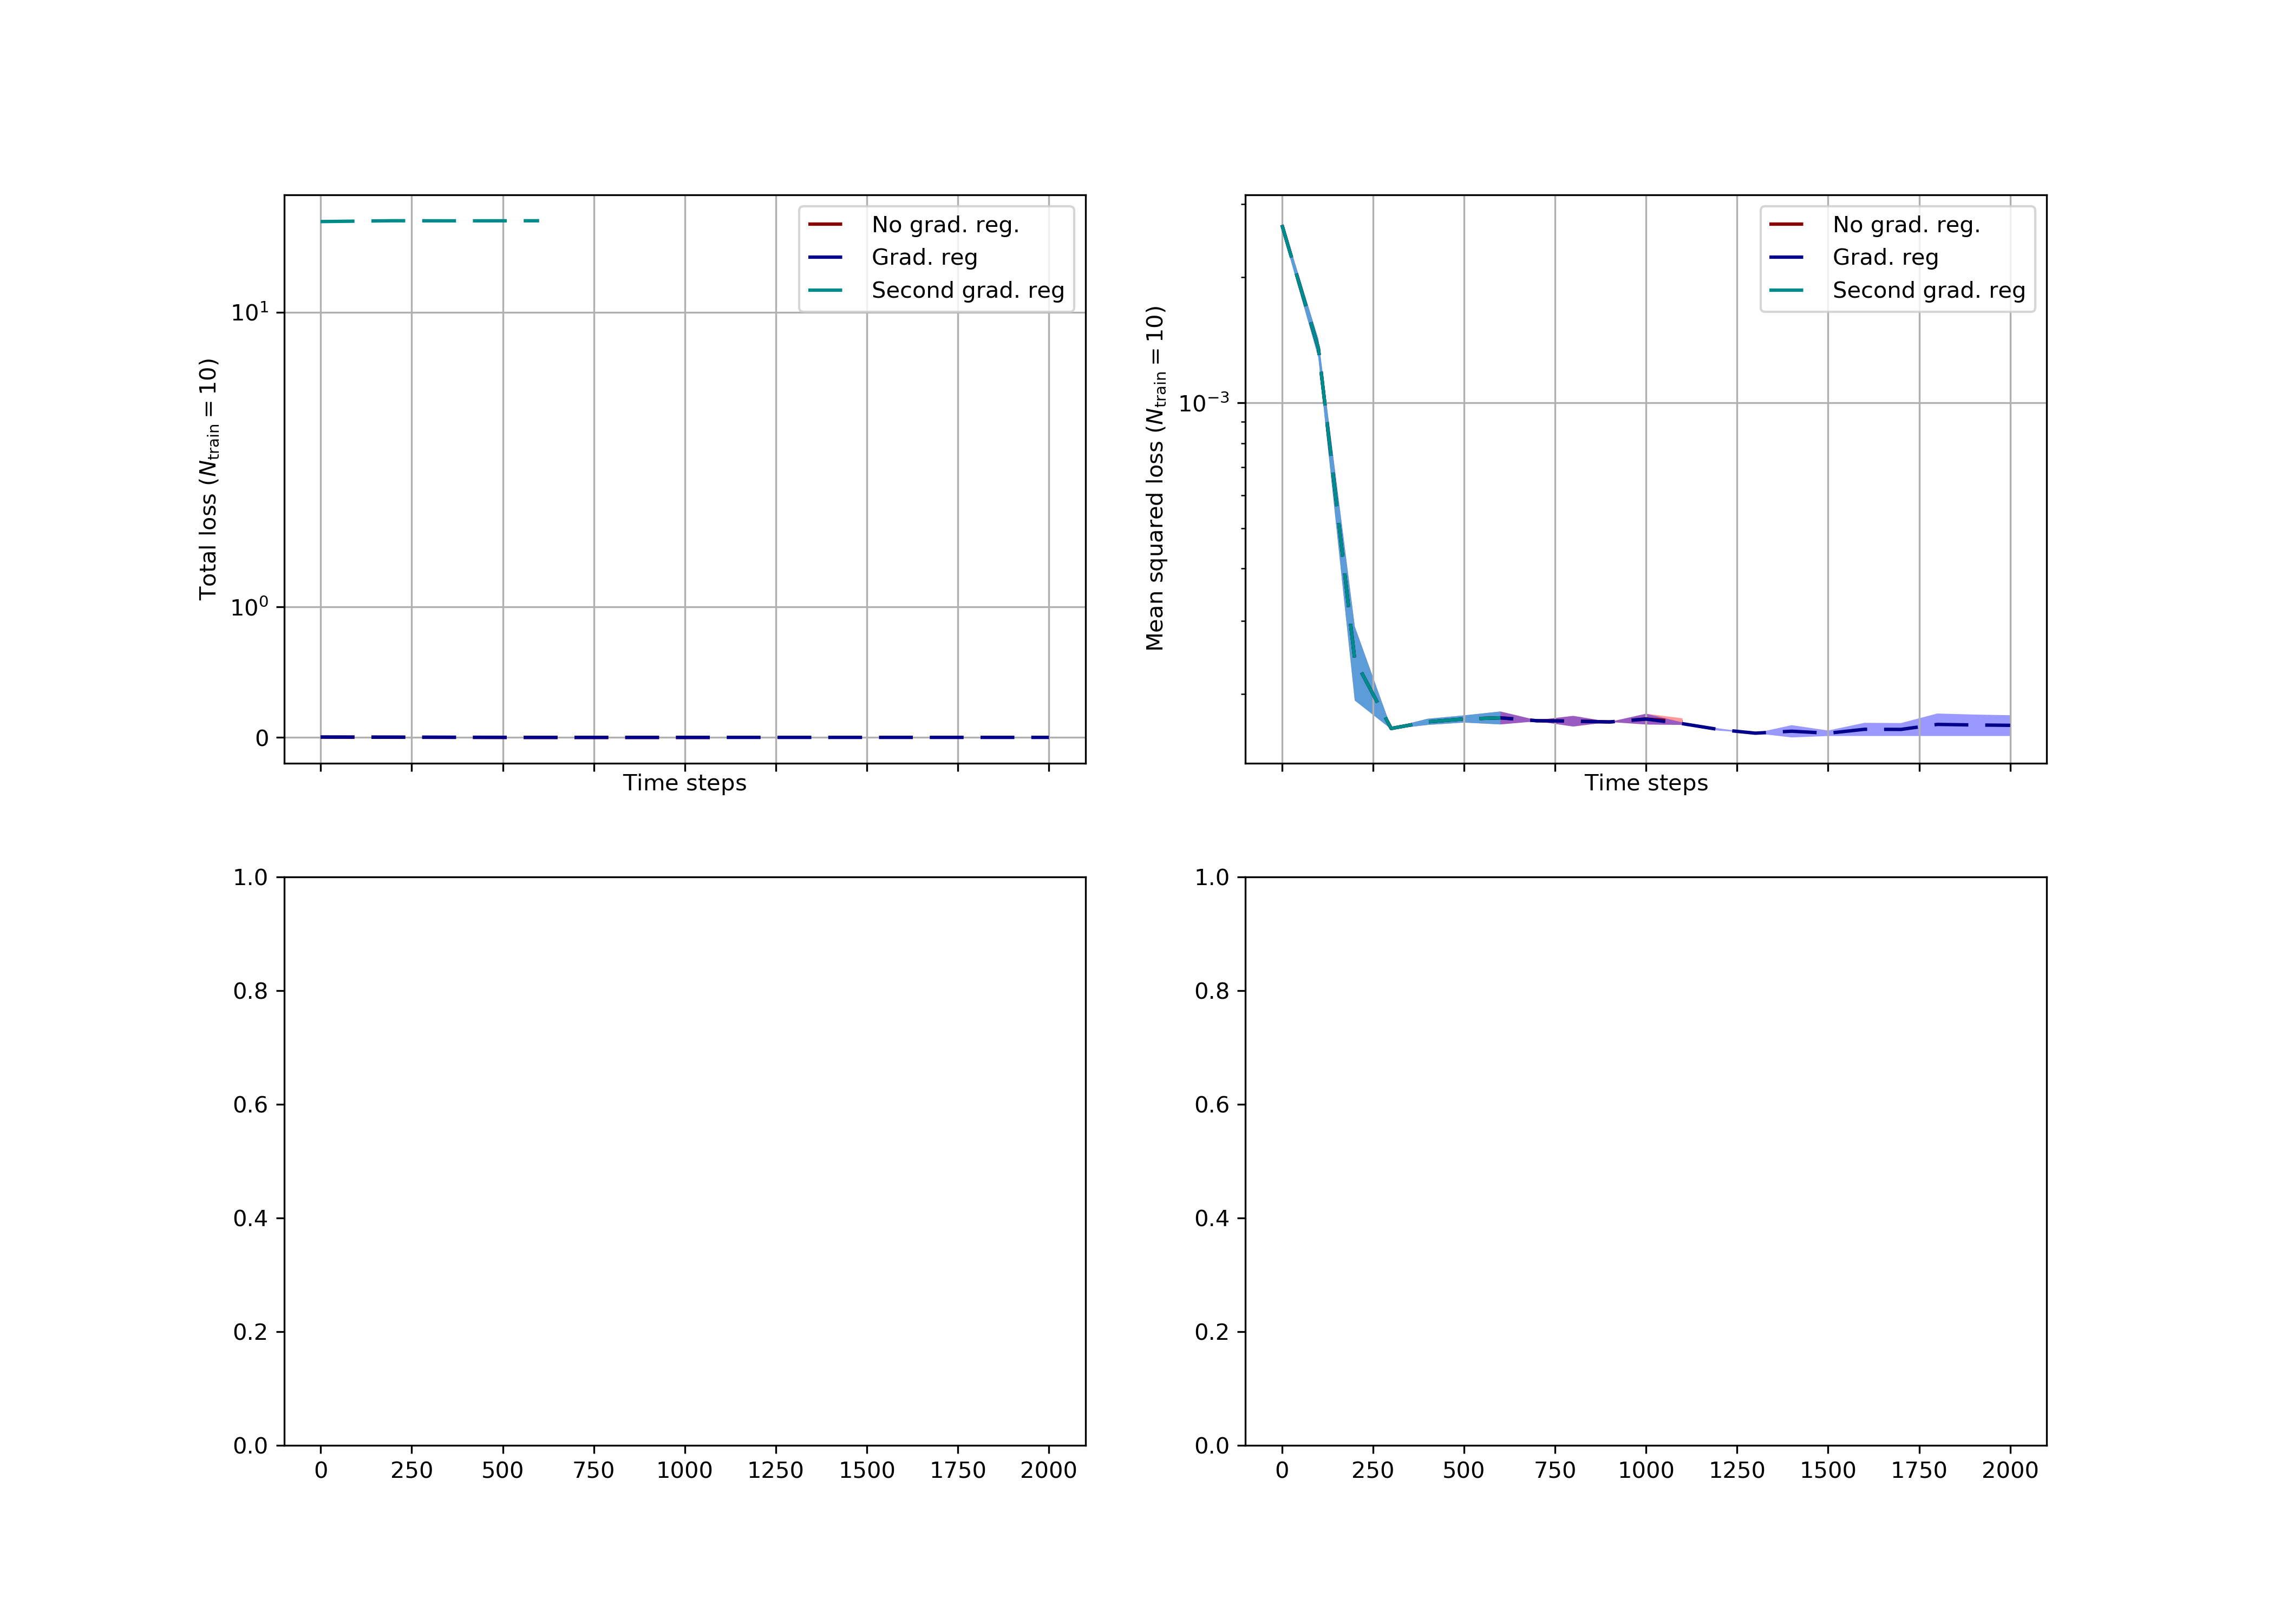 Total loss (N_train = 10)
10^1
10^0
0
No grad. reg.
Grad. reg
Second grad. reg
Time steps
Mean squared loss (N_train = 10)
10^−3
No grad. reg.
Grad. reg
Second grad. reg
Time steps
1.0
0.8
0.6
0.4
0.2
0.0
0 250 500 750 1000 1250 1500 1750 2000
1.0
0.8
0.6
0.4
0.2
0.0
0 250 500 750 1000 1250 1500 1750 2000